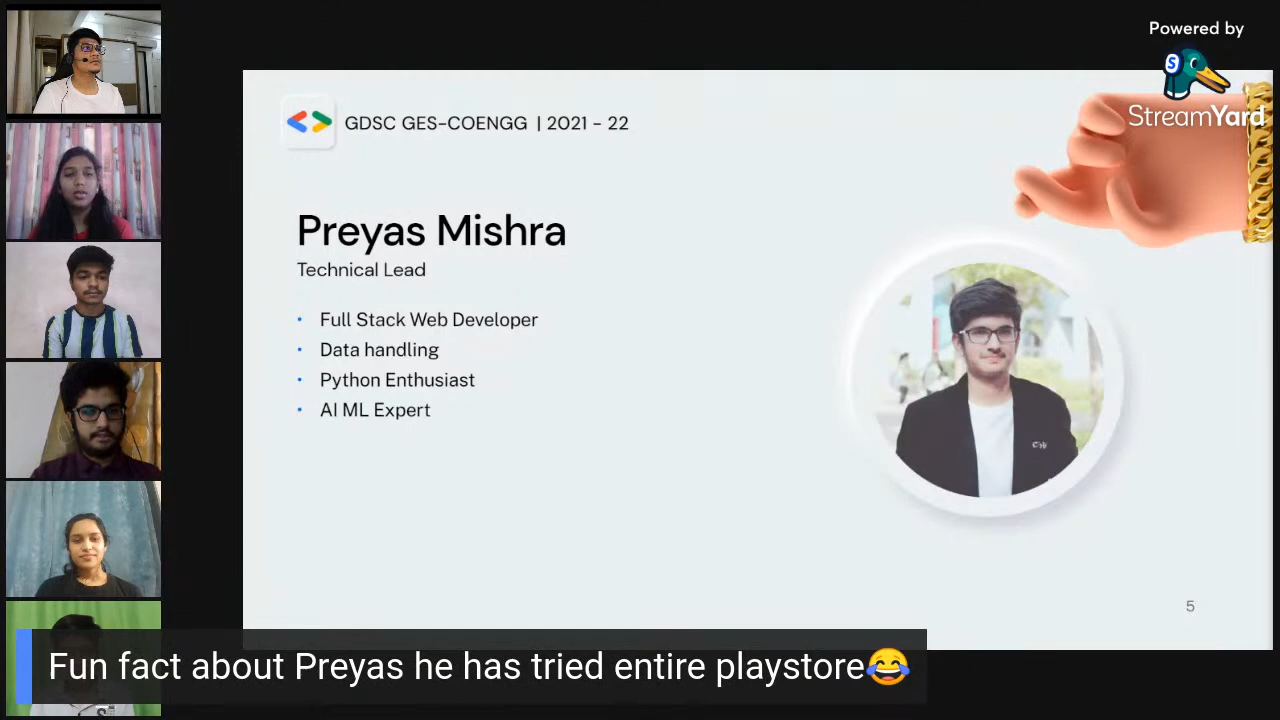 Powered by
StreamYard
GDSC GES-COENGG | 2021 - 22
Preyas Mishra
Technical Lead
• Full Stack Web Developer
• Data handling
• Python Enthusiast
• AI ML Expert
5
Fun fact about Preyas he has tried entire playstore😂